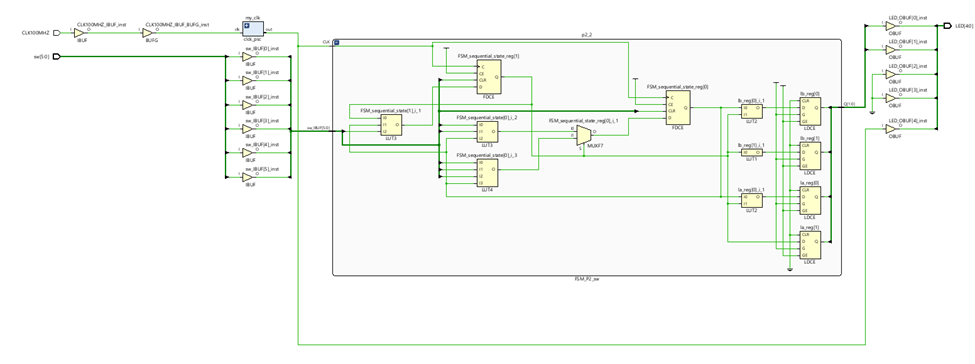 CLK100MHZ
CLK100MHZ_IBUF_inst
I
O
IBUF
CLK100MHZ_IBUF_BUFG_inst
I
O
BUFG
my_clk
clk
out
sw[5:0]
sw_IBUF[0]_inst
I
O
IBUF
sw_IBUF[1]_inst
I
O
IBUF
sw_IBUF[2]_inst
I
O
IBUF
sw_IBUF[3]_inst
I
O
IBUF
sw_IBUF[4]_inst
I
O
IBUF
sw_IBUF[5]_inst
I
O
IBUF
p2_2
CLK
sw_IBUF[5:0]
FSM_sequential_state[1]_i_1
I0
I1
I2
O
LUT3
FSM_sequential_state_reg[1]
C
CE
CLR
D
Q
FDCE
FSM_sequential_state[0]_i_2
I0
I1
I2
O
LUT3
FSM_sequential_state[0]_i_3
I0
I1
I2
I3
O
LUT4
FSM_sequential_state_reg[0]_i_1
O
S
MUXF7
FSM_sequential_state_reg[0]
C
CE
CLR
D
Q
FDCE
lb_reg[0]_i_1
I0
I1
O
LUT2
lb_reg[1]_i_1
I0
O
LUT1
la_reg[0]_i_1
I0
I1
O
LUT2
lb_reg[0]
CLR
D
G
GE
Q
LDCE
lb_reg[1]
CLR
D
G
GE
Q
LDCE
la_reg[0]
CLR
D
G
GE
Q
LDCE
la_reg[1]
CLR
D
G
GE
Q
LDCE
Q[1:0]
FSM_P2_sw
LED_OBUF[0]_inst
I
O
OBUF
LED_OBUF[1]_inst
I
O
OBUF
LED_OBUF[2]_inst
I
O
OBUF
LED_OBUF[3]_inst
I
O
OBUF
LED_OBUF[4]_inst
I
O
OBUF
LED[4:0]